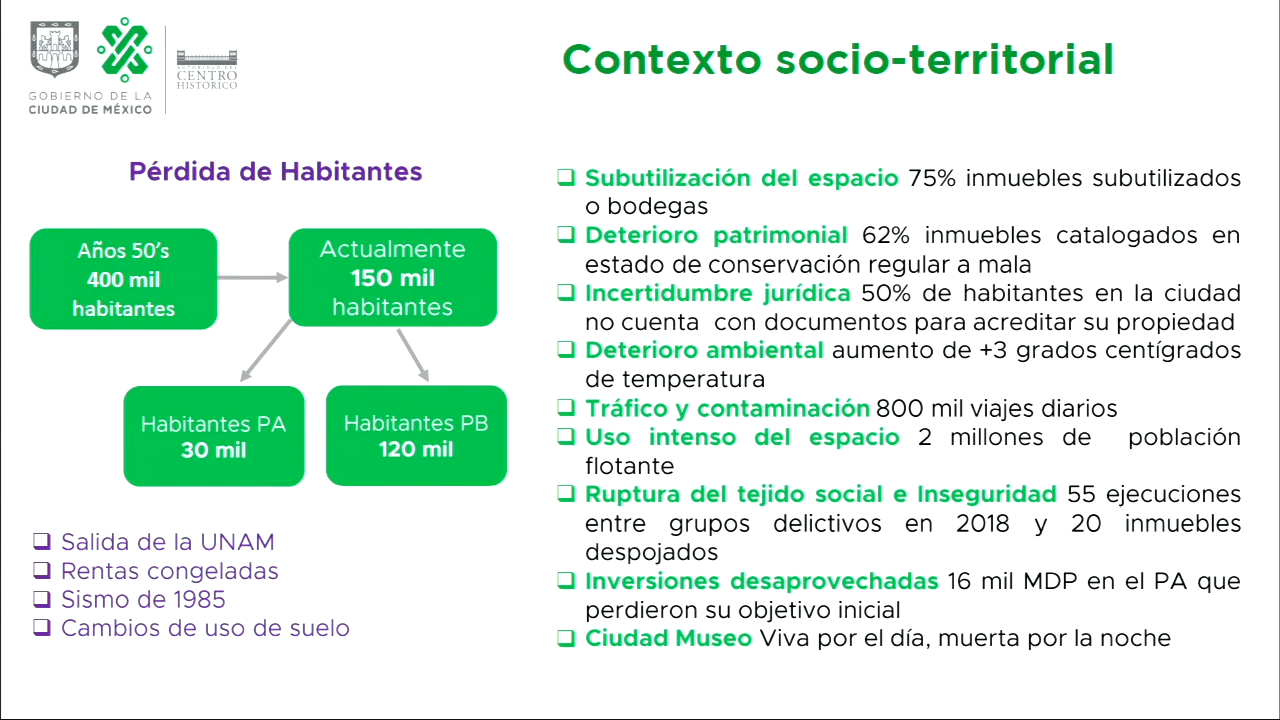 GOBIERNO DE LA
CIUDAD DE MÉXICO
AUTORIDAD DEL
CENTRO
HISTÓRICO
Contexto socio-territorial
Pérdida de Habitantes
Años 50's
400 mil
habitantes
Actualmente
150 mil
habitantes
Habitantes PA
30 mil
Habitantes PB
120 mil
Salida de la UNAM
Rentas congeladas
Sismo de 1985
Cambios de uso de suelo
Subutilización del espacio 75% inmuebles subutilizados
o bodegas
Deterioro patrimonial 62% inmuebles catalogados en
estado de conservación regular a mala
Incertidumbre jurídica 50% de habitantes en la ciudad
no cuenta con documentos para acreditar su propiedad
Deterioro ambiental aumento de +3 grados centígrados
de temperatura
Tráfico y contaminación 800 mil viajes diarios
Uso intenso del espacio 2 millones de población
flotante
Ruptura del tejido social e Inseguridad 55 ejecuciones
entre grupos delictivos en 2018 y 20 inmuebles
despojados
Inversiones desaprovechadas 16 mil MDP en el PA que
perdieron su objetivo inicial
Ciudad Museo Viva por el día, muerta por la noche